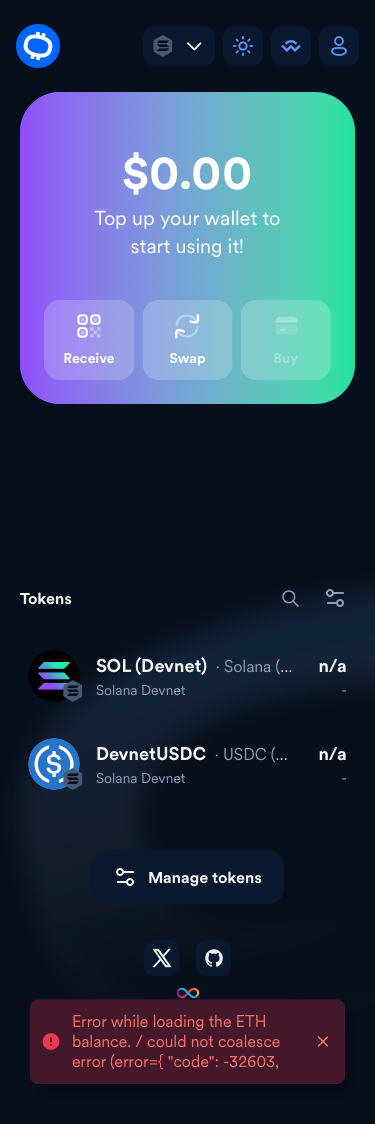 $0.00
Top up your wallet to
start using it!
Receive
Swap
Buy
Tokens
SOL (Devnet) · Solana (... n/a
Solana Devnet -
DevnetUSDC · USDC (... n/a
Solana Devnet -
Manage tokens
Error while loading the ETH
balance. / could not coalesce
error (error={ "code": -32603,